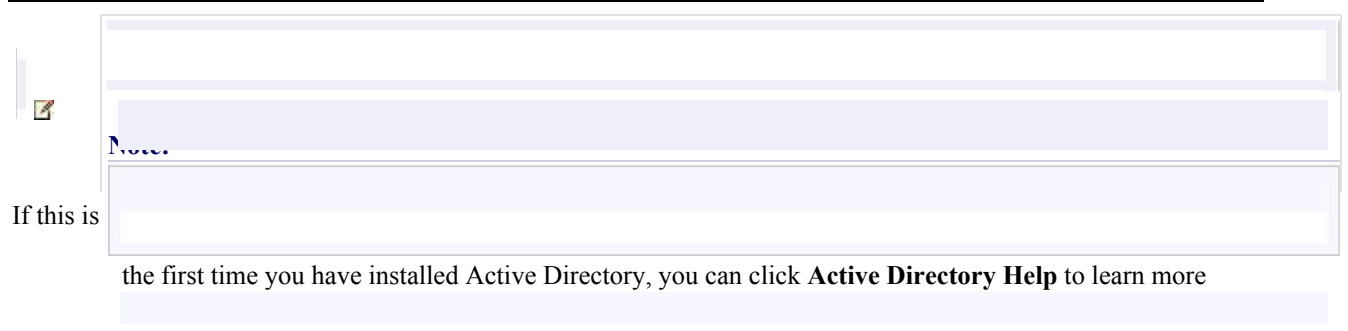 Note:
If this is
the first time you have installed Active Directory, you can click Active Directory Help to learn more